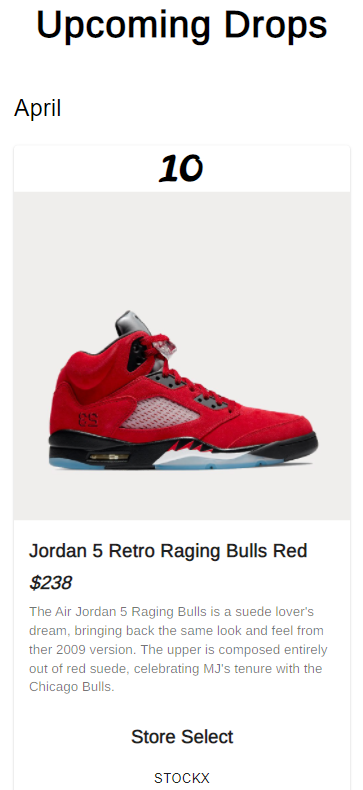 Upcoming Drops
April
10
Jordan 5 Retro Raging Bulls Red
$238
The Air Jordan 5 Raging Bulls is a suede lover's
dream, bringing back the same look and feel from
ther 2009 version. The upper is composed entirely
out of red suede, celebrating MJ's tenure with the
Chicago Bulls.
Store Select
STOCKX